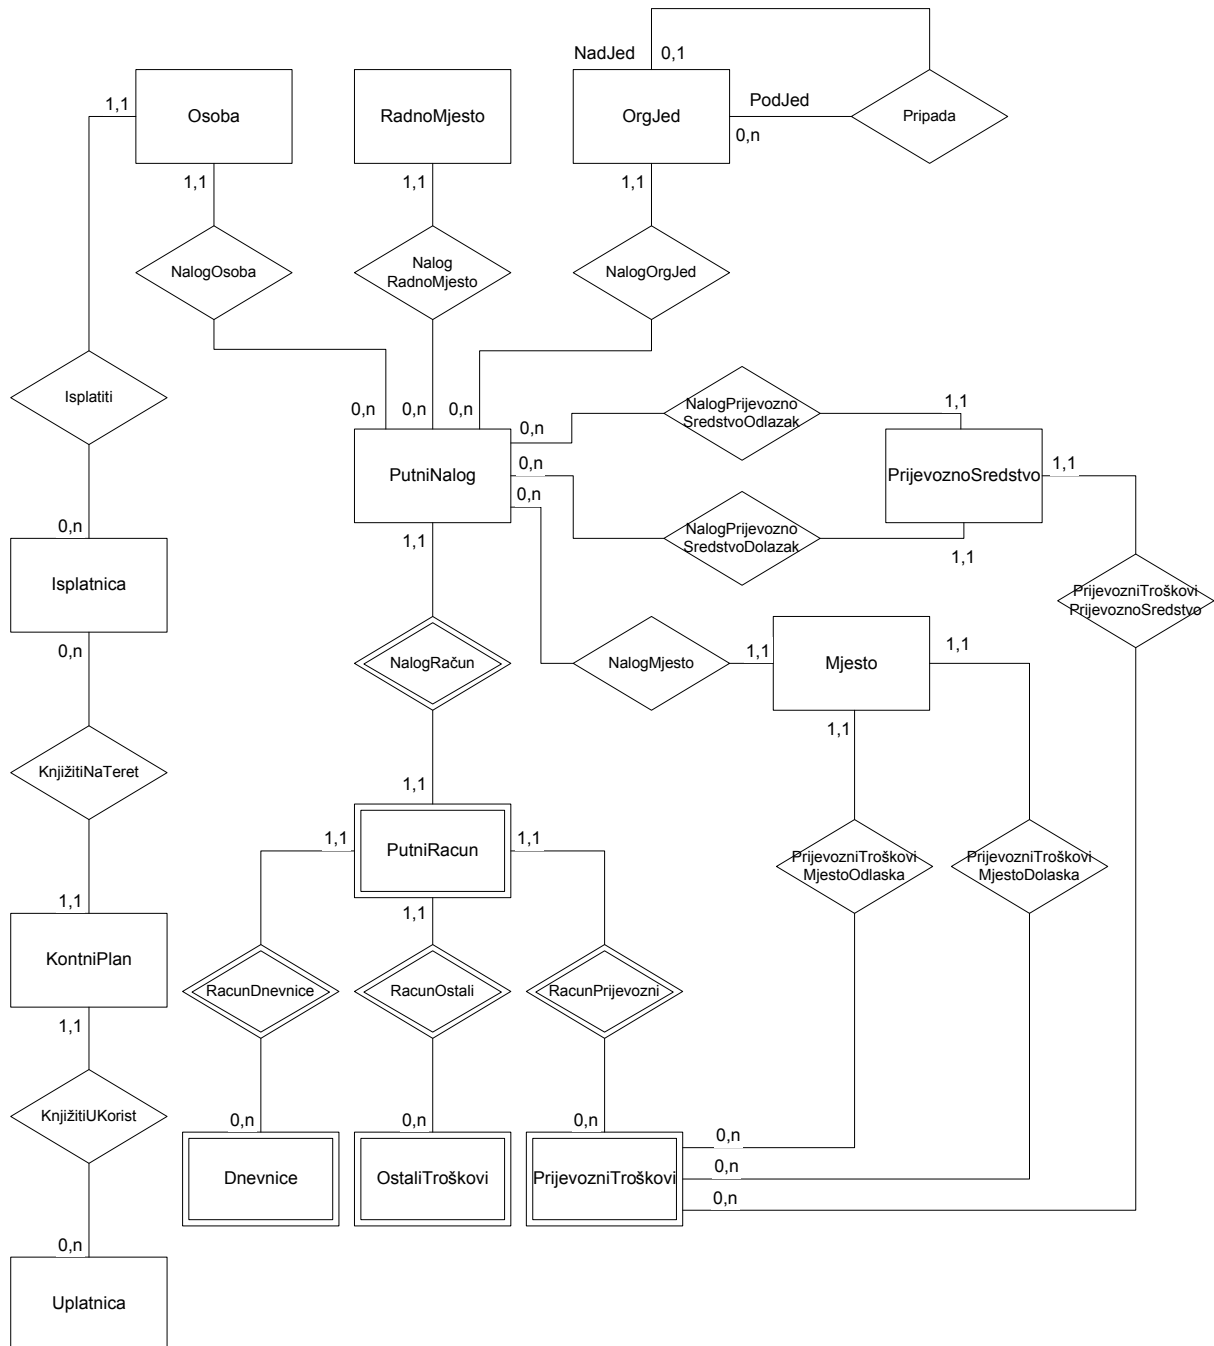 NadJed
0,1
1,1
Osoba
RadnoMjesto
OrgJed
PodJed
0,n
Pripada
1,1
1,1
1,1
NalogOsoba
Nalog
RadnoMjesto
NalogOrgJed
Isplatiti
0,n
0,n
0,n
0,n
NalogPrijevozno
SredstvoOdlazak
1,1
PutniNalog
0,n
PrijevoznoSredstvo
1,1
0,n
NalogPrijevozno
SredstvoDolazak
1,1
0,n
1,1
Isplatnica
PrijevozniTroškovi
PrijevoznoSredstvo
0,n
NalogRačun
NalogMjesto
1,1
Mjesto
1,1
1,1
KnjižitiNaTeret
1,1
1,1
PutniRacun
1,1
PrijevozniTroškovi
MjestoOdlaska
PrijevozniTroškovi
MjestoDolaska
1,1
1,1
KontniPlan
RacunDnevnice
RacunOstali
RacunPrijevozni
1,1
KnjižitiUKorist
0,n
0,n
0,n
0,n
Dnevnice
OstaliTroškovi
PrijevozniTroškovi
0,n
0,n
0,n
Uplatnica